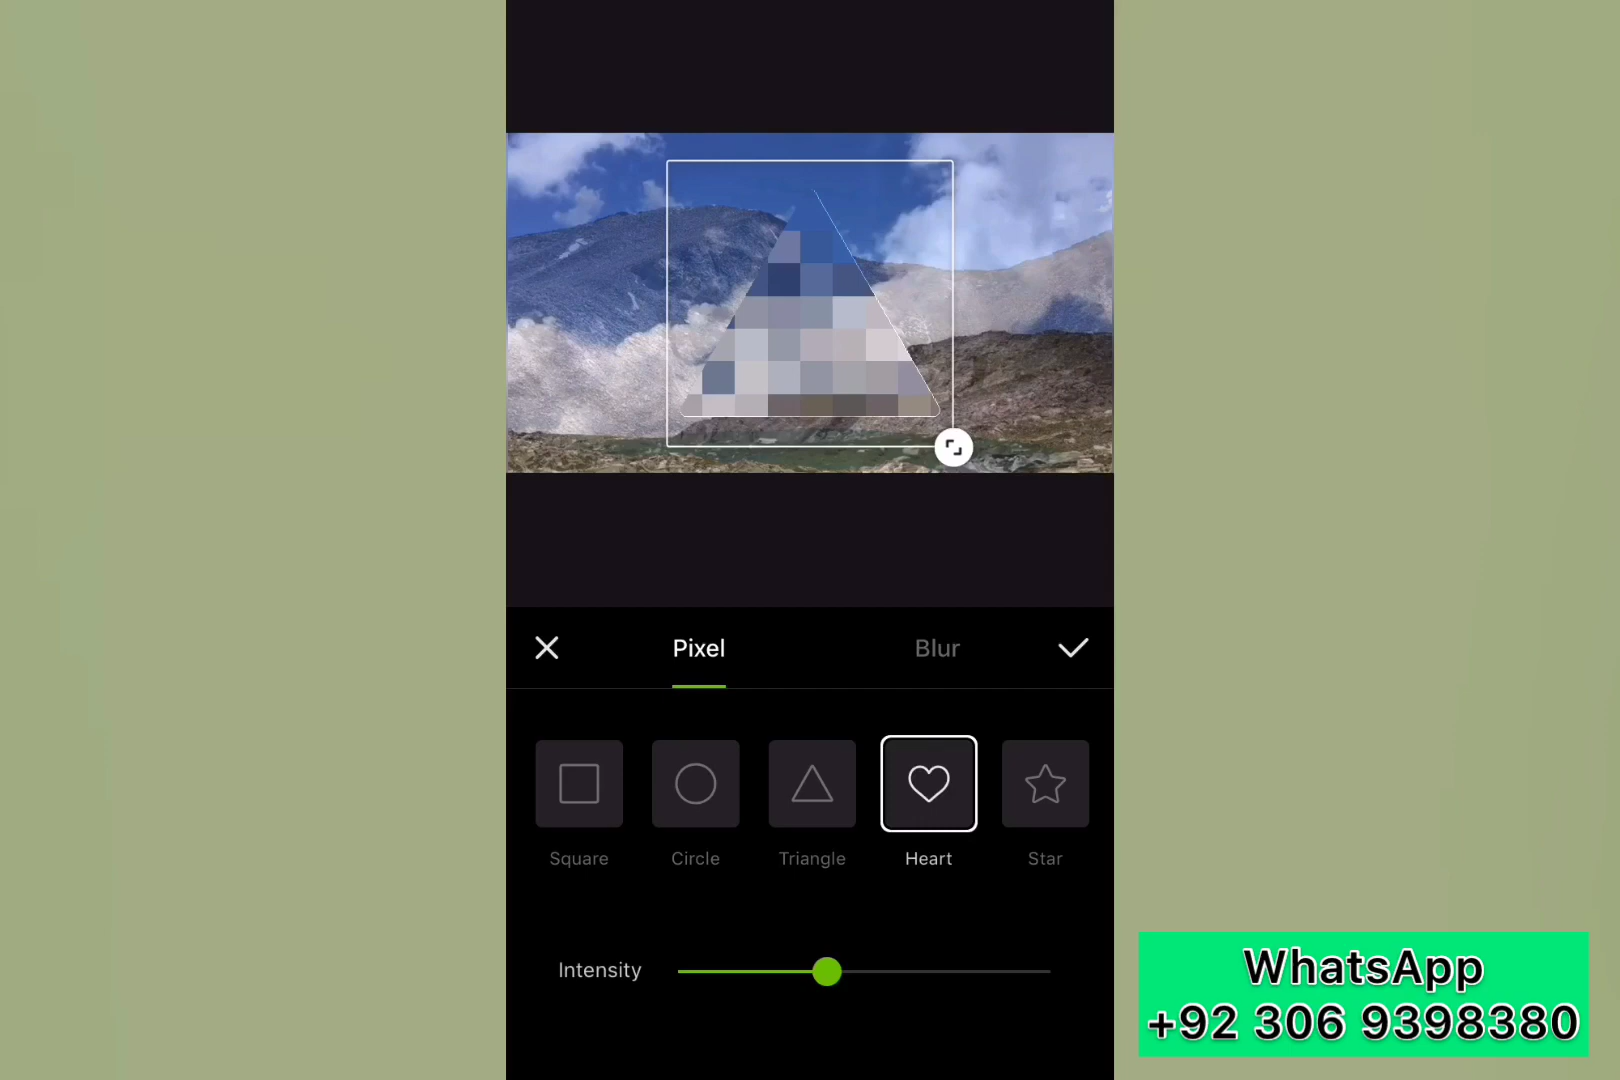 Pixel Blur
Square Circle Triangle Heart Star
Intensity
WhatsApp
+92 306 9398380